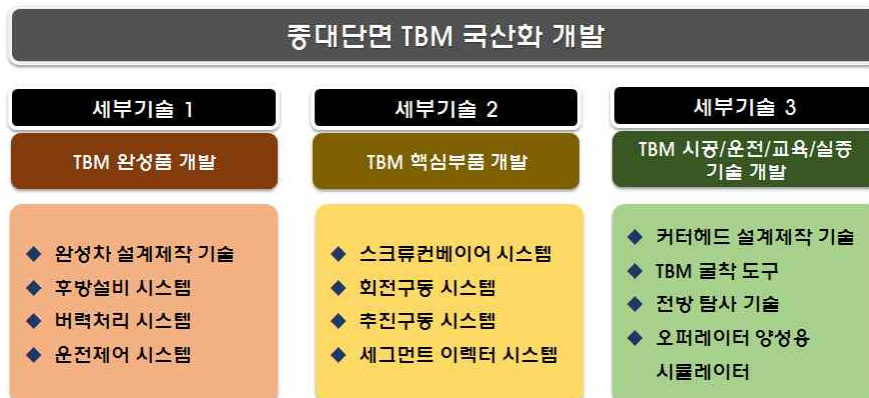 중대단면 TBM 국산화 개발
세부기술 1
TBM 완성품 개발
◆ 완성차 설계제작 기술
◆ 후방설비 시스템
◆ 버력처리 시스템
◆ 운전제어 시스템
세부기술 2
TBM 핵심부품 개발
◆ 스크류컨베이어 시스템
◆ 회전구동 시스템
◆ 추진구동 시스템
◆ 세그먼트 이렉터 시스템
세부기술 3
TBM 시공/운전/교육/실증
기술 개발
◆ 커터헤드 설계제작 기술
◆ TBM 굴착 도구
◆ 전방 탐사 기술
◆ 오퍼레이터 양성용
시뮬레이터